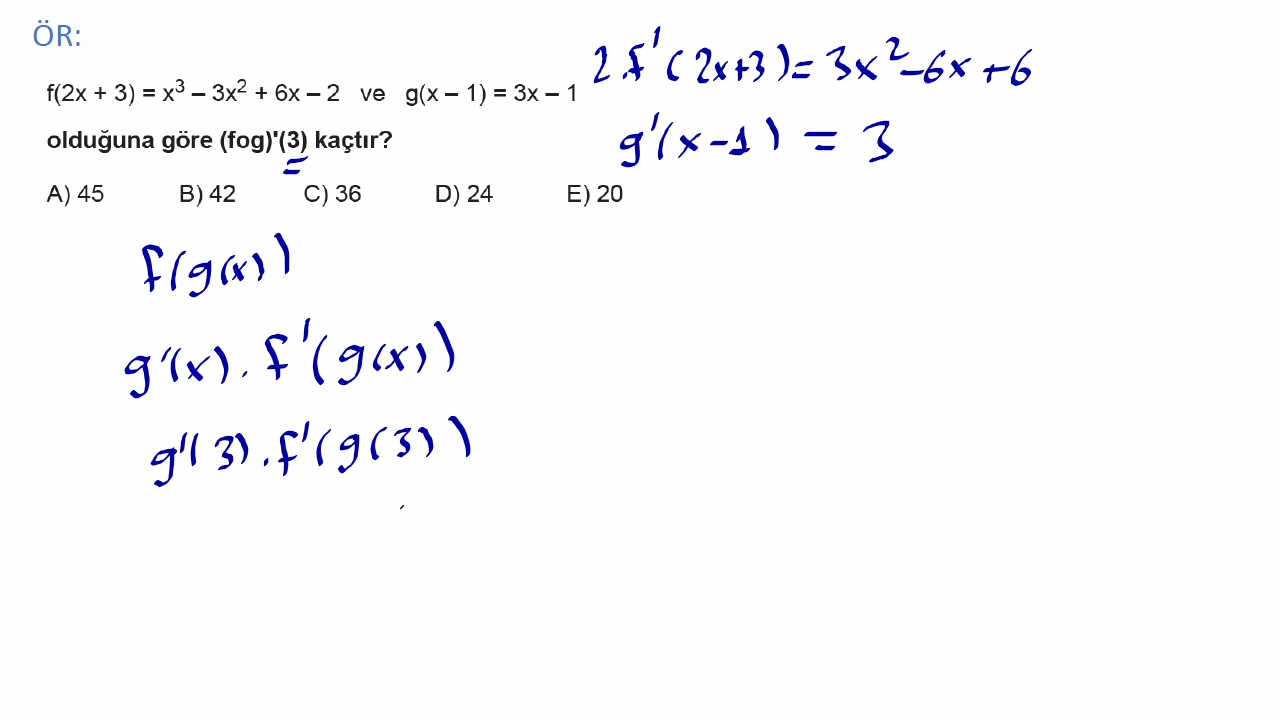 ÖR:
f(2x + 3) = x³ – 3x² + 6x – 2 ve g(x – 1) = 3x – 1
olduğuna göre (fog)'(3) kaçtır?
A) 45 B) 42 C) 36 D) 24 E) 20
2.f'(2x+3) = 3x²-6x+6
g'(x-1) = 3
f(g(x))
g'(x).f'(g(x))
g'(3).f'(g(3))